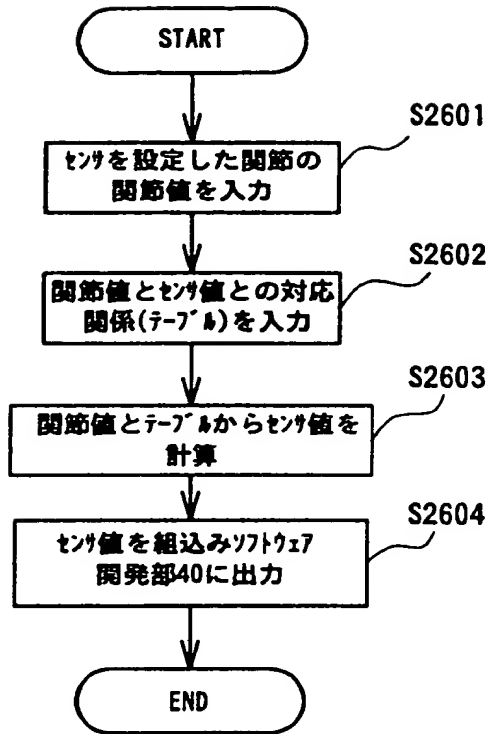 START
S2601
ｾﾝｻを設定した関節の
関節値を入力
S2602
関節値とｾﾝｻ値との対応
関係(ﾃｰﾌﾞﾙ)を入力
S2603
関節値とﾃｰﾌﾞﾙからｾﾝｻ値を
計算
S2604
ｾﾝｻ値を組込みｿﾌﾄｳｪｱ
開発部40に出力
END